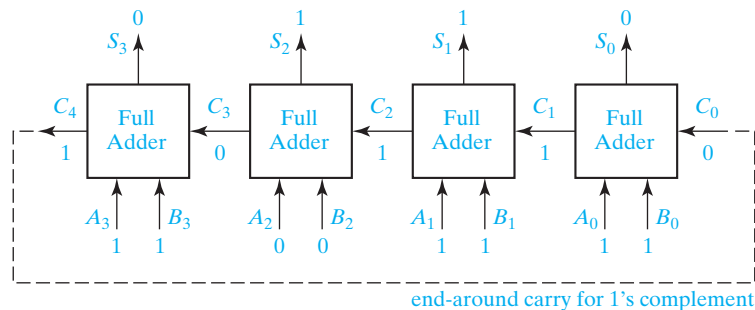 0 1 1 0
S3 S2 S1 S0
C4 Full Adder C3 Full Adder C2 Full Adder C1 Full Adder C0
1 0 1 1 0
A3 B3 A2 B2 A1 B1 A0 B0
1 1 0 0 1 1 1 1
end-around carry for 1's complement